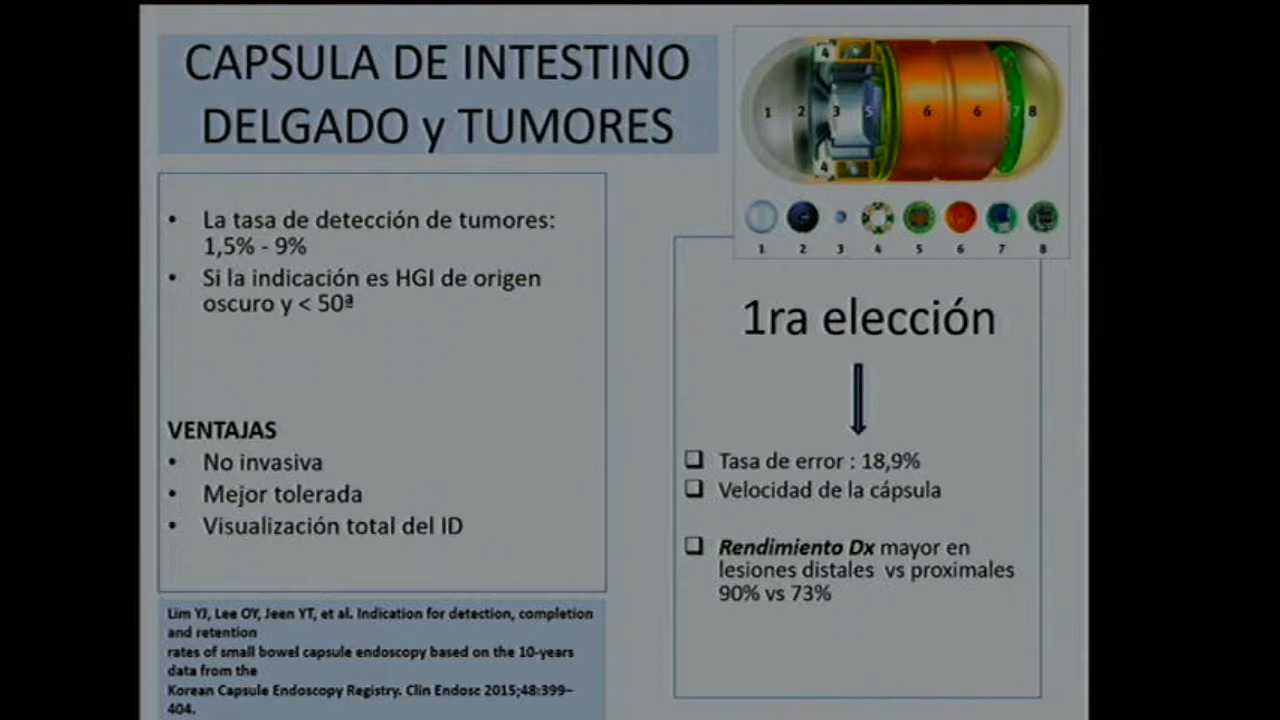 CAPSULA DE INTESTINO
DELGADO y TUMORES
• La tasa de detección de tumores:
1,5% - 9%
• Si la indicación es HGI de origen
oscuro y < 50ª
VENTAJAS
• No invasiva
• Mejor tolerada
• Visualización total del ID
Lim YJ, Lee OY, Jeen YT, et al. Indication for detection, completion
and retention
rates of small bowel capsule endoscopy based on the 10-years
data from the
Korean Capsule Endoscopy Registry. Clin Endosc 2015;48:399–
404.
4
1 2 3 5 6 6 7 8
4
1 2 3 4 5 6 7 8
1ra elección
❑ Tasa de error : 18,9%
❑ Velocidad de la cápsula
❑ Rendimiento Dx mayor en
lesiones distales vs proximales
90% vs 73%